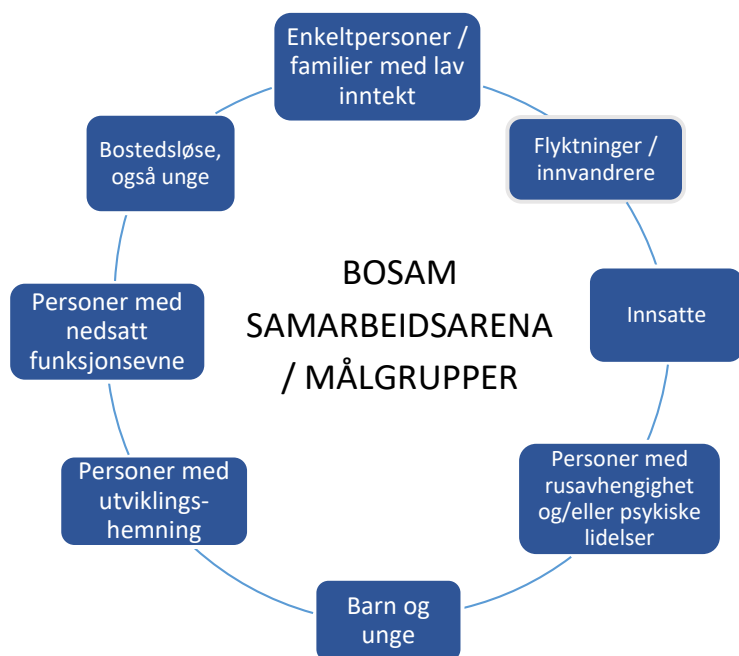 Enkeltpersoner /
familier med lav
inntekt
Flyktninger /
innvandrere
Innsatte
Personer med
rusavhengighet
og/eller psykiske
lidelser
Barn og
unge
Personer med
utviklings-
hemning
Personer med
nedsatt
funksjonsevne
Bostedsløse,
også unge
BOSAM
SAMARBEIDSARENA
/ MÅLGRUPPER